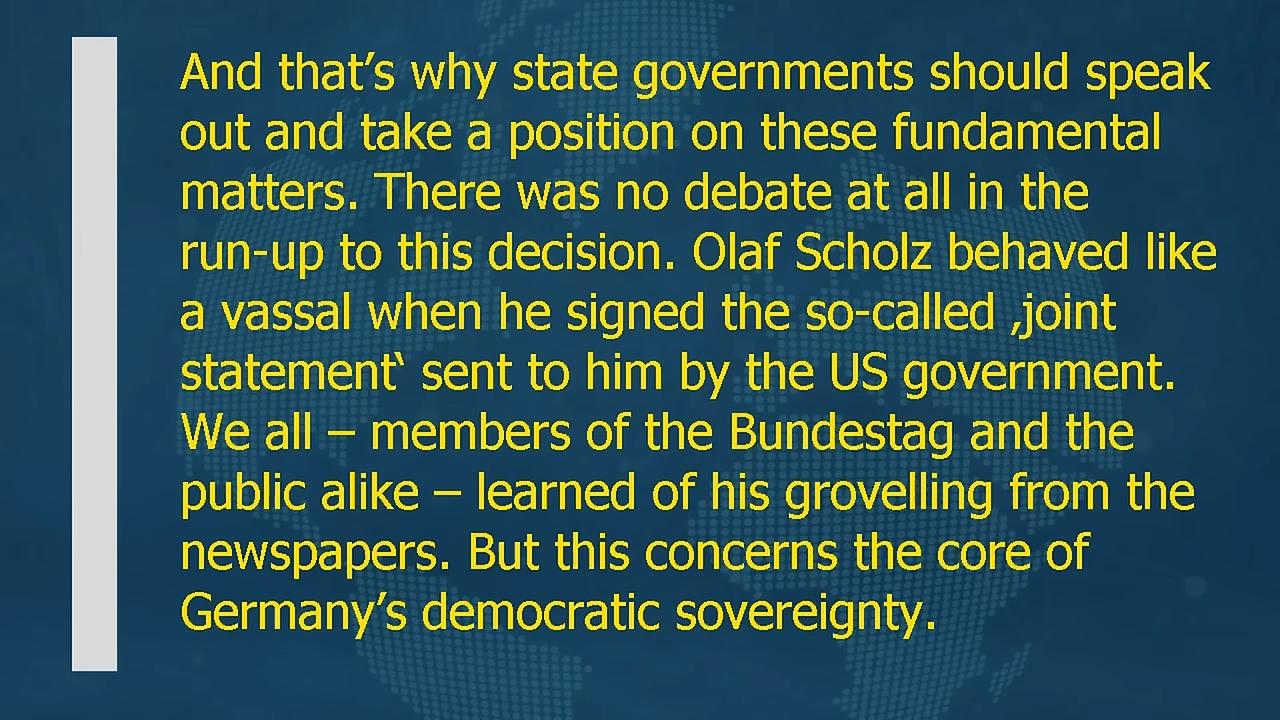 And that’s why state governments should speak
out and take a position on these fundamental
matters. There was no debate at all in the
run-up to this decision. Olaf Scholz behaved like
a vassal when he signed the so-called ‚joint
statement‘ sent to him by the US government.
We all – members of the Bundestag and the
public alike – learned of his grovelling from the
newspapers. But this concerns the core of
Germany’s democratic sovereignty.